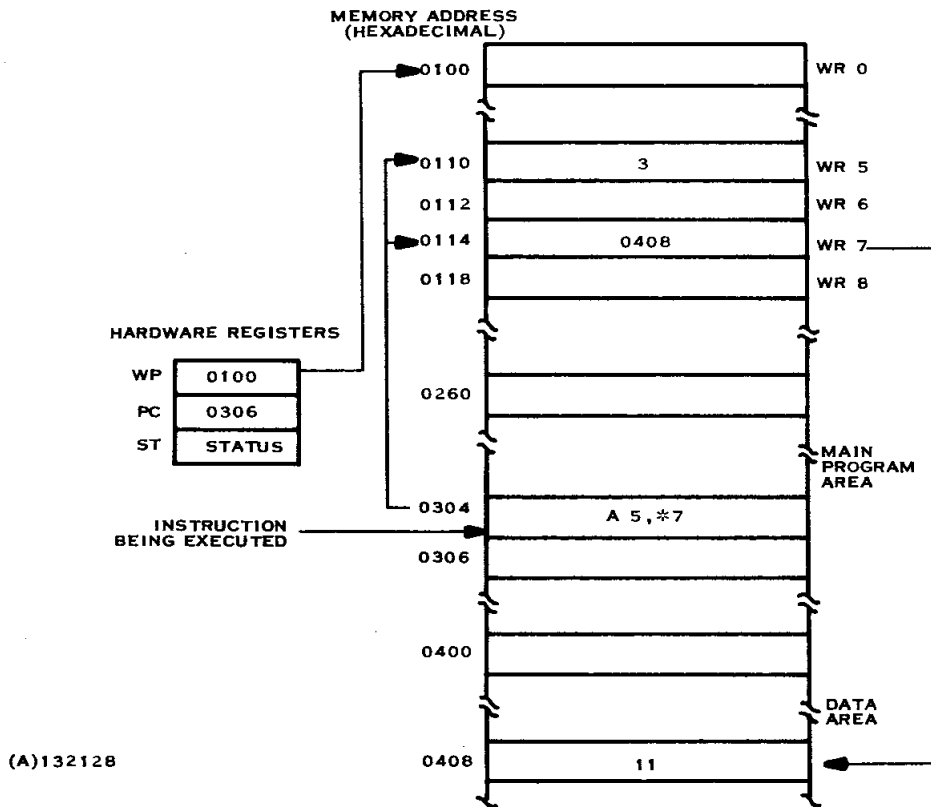 MEMORY ADDRESS
(HEXADECIMAL)
0100 WR 0
0110 3 WR 5
0112 WR 6
0114 0408 WR 7
0118 WR 8
HARDWARE REGISTERS
WP 0100
PC 0306
ST STATUS
0260
MAIN
PROGRAM
AREA
0304 A 5,*7
INSTRUCTION
BEING EXECUTED
0306
0400
DATA
AREA
(A)132128
0408 11